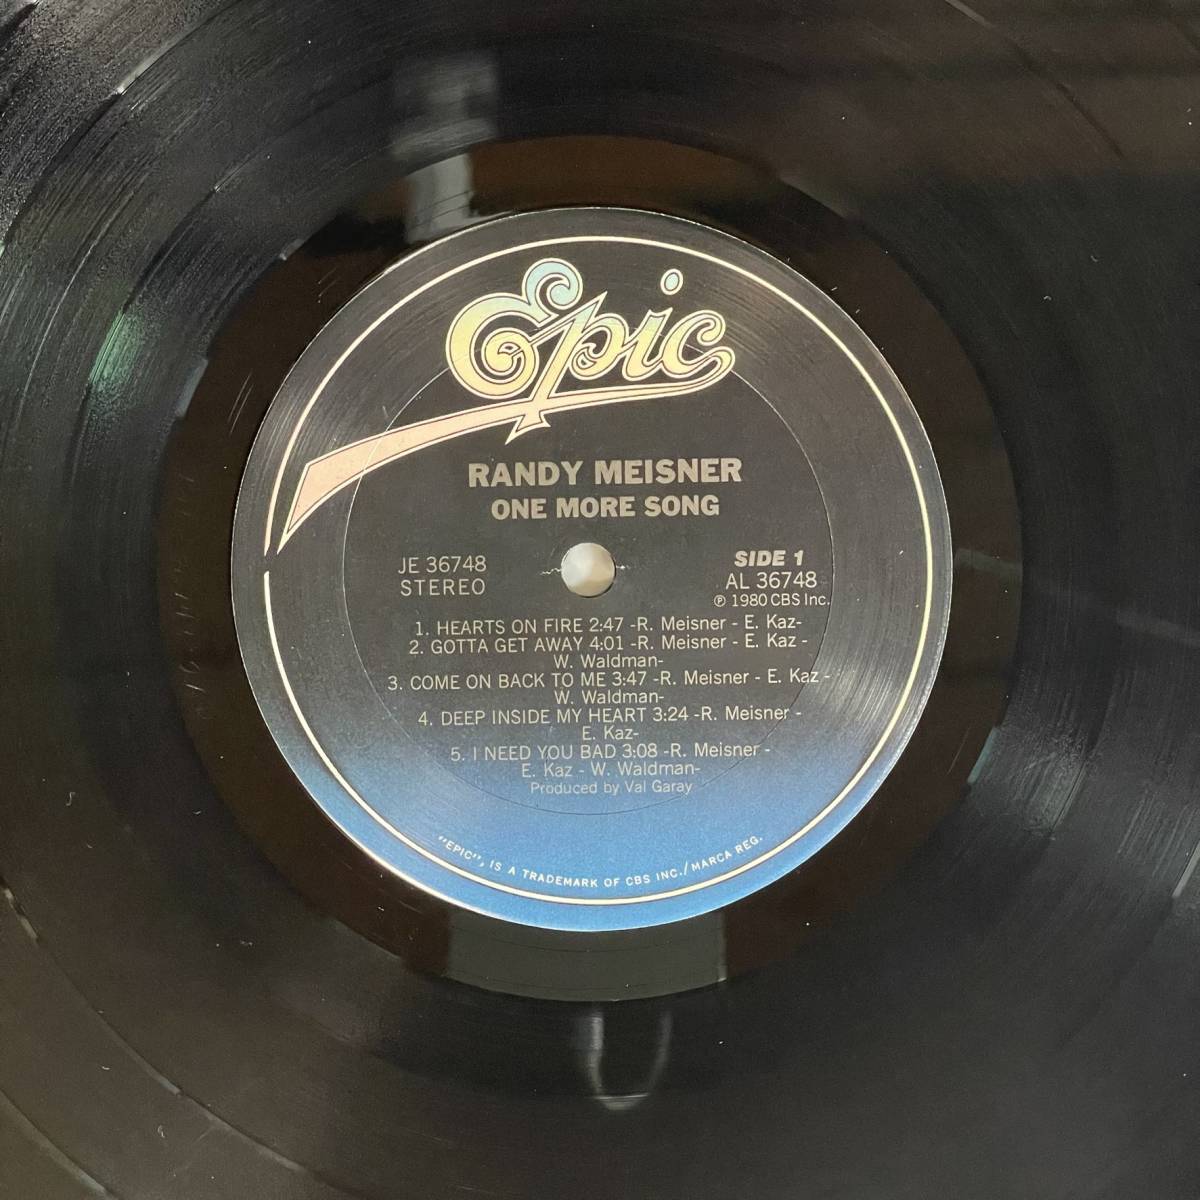 Epic
RANDY MEISNER
ONE MORE SONG
JE 36748
STEREO
SIDE 1
AL 36748
℗ 1980 CBS Inc.
1. HEARTS ON FIRE 2:47 -R. Meisner - E. Kaz-
2. GOTTA GET AWAY 4:01 -R. Meisner - E. Kaz -
W. Waldman-
3. COME ON BACK TO ME 3:47 -R. Meisner - E. Kaz -
W. Waldman-
4. DEEP INSIDE MY HEART 3:24 -R. Meisner -
E. Kaz-
5. I NEED YOU BAD 3:08 -R. Meisner -
E. Kaz - W. Waldman-
Produced by Val Garay
"EPIC", IS A TRADEMARK OF CBS INC./MARCA REG.